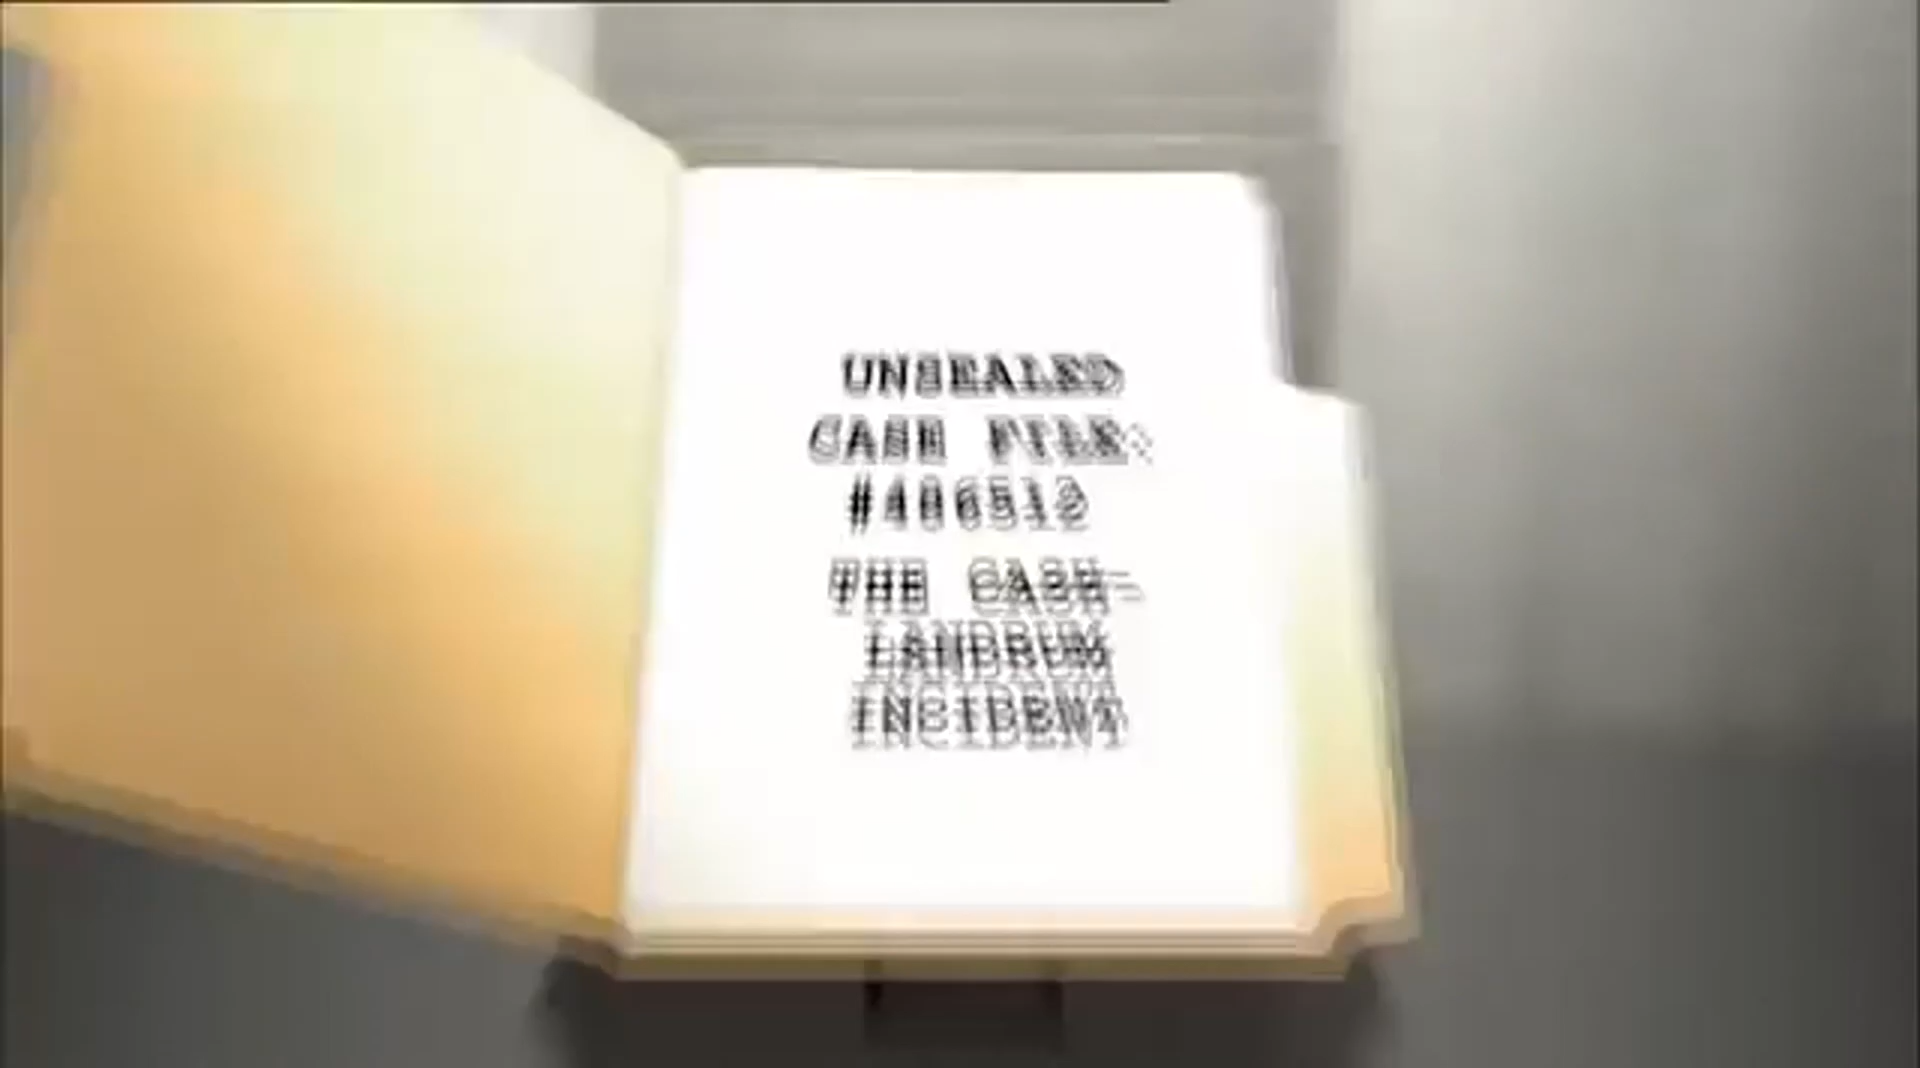 UNSEALED
CASE FILE:
#486512
THE CASH-
LANDRUM
INCIDENT